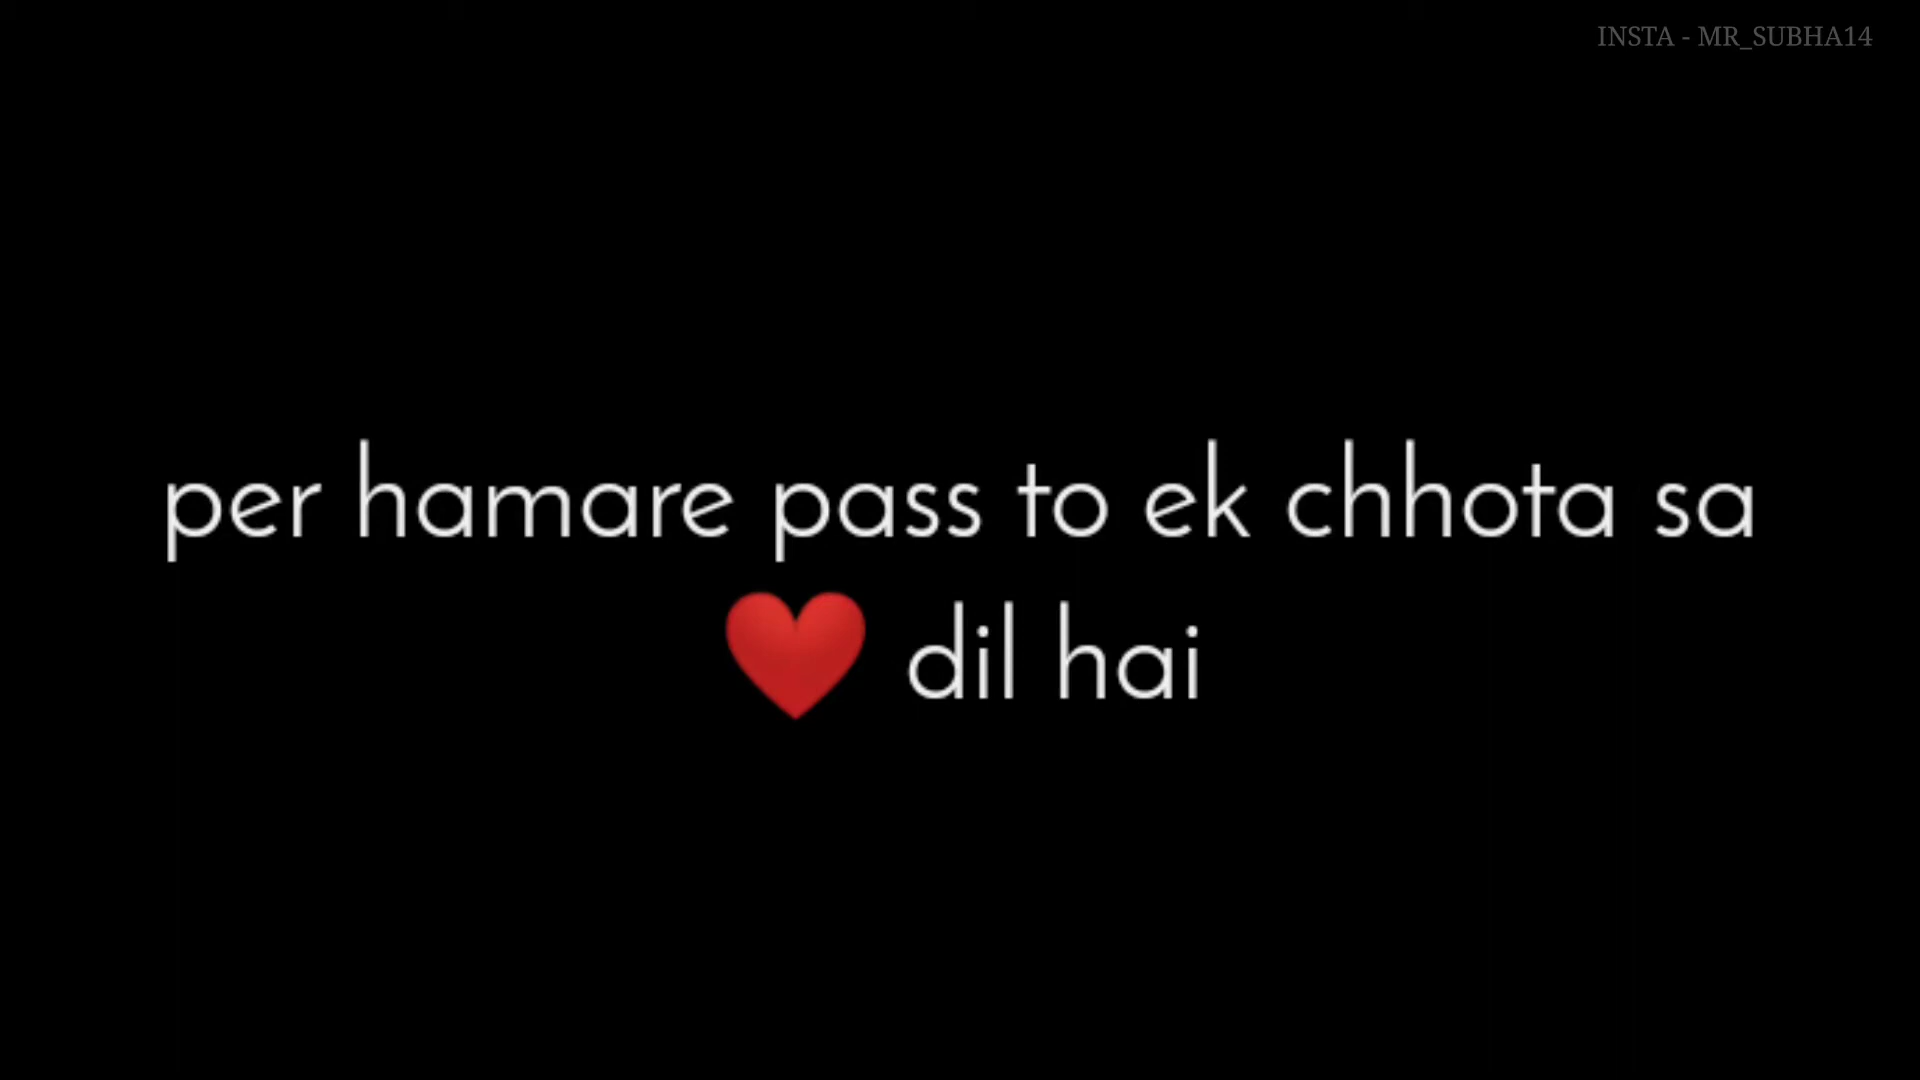 INSTA - MR_SUBHA14
per hamare pass to ek chhota sa
❤️ dil hai